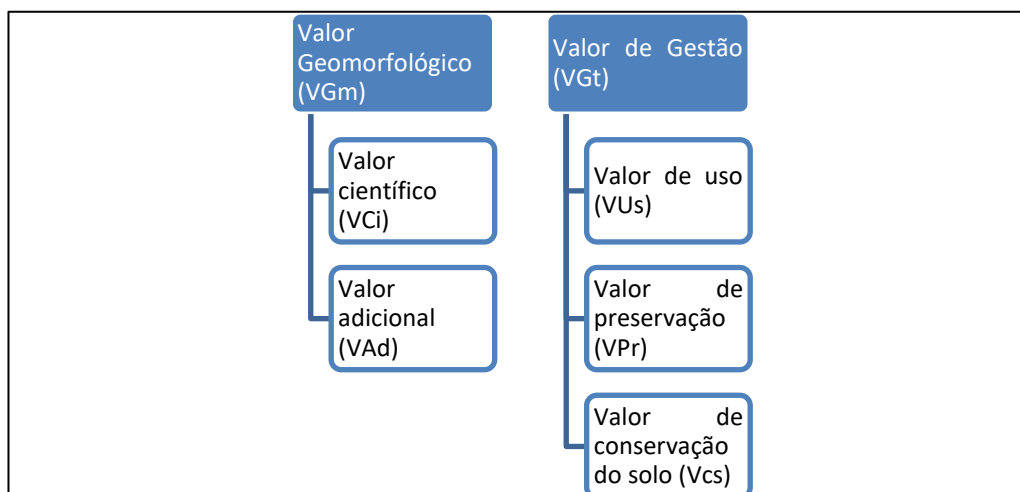 Valor
Geomorfológico
(VGm)
Valor
científico
(VCi)
Valor
adicional
(VAd)
Valor de Gestão
(VGt)
Valor de uso
(VUs)
Valor de
preservação
(VPr)
Valor de
conservação
do solo (Vcs)